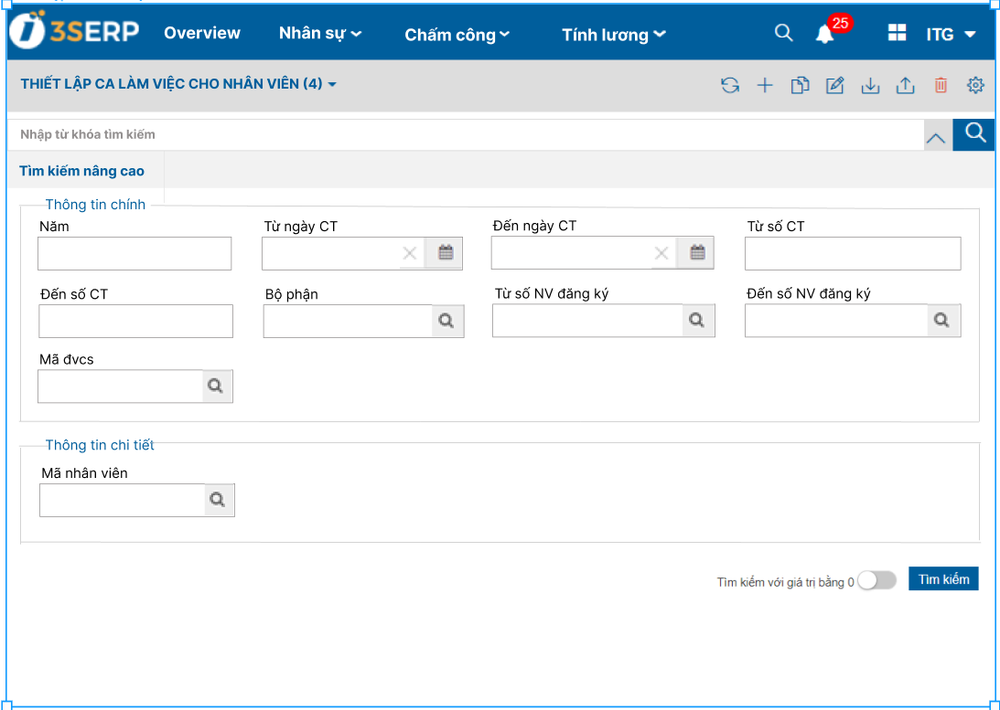 3SERP Overview Nhân sự Chấm công Tính lương 25 ITG
THIẾT LẬP CA LÀM VIỆC CHO NHÂN VIÊN (4)
Nhập từ khóa tìm kiếm
Tìm kiếm nâng cao
Thông tin chính
Năm Từ ngày CT Đến ngày CT Từ số CT
Đến số CT Bộ phận Từ số NV đăng ký Đến số NV đăng ký
Mã đvcs
Thông tin chi tiết
Mã nhân viên
Tìm kiếm với giá trị bằng 0 Tìm kiếm